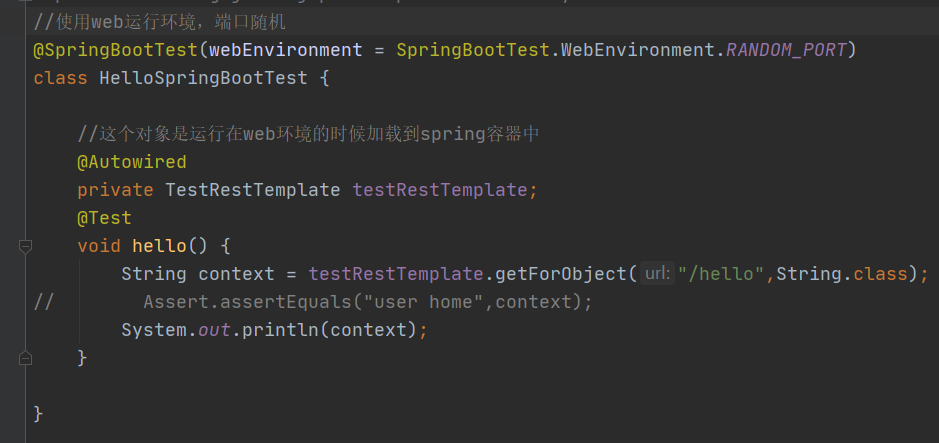 //使用web运行环境，端口随机
@SpringBootTest(webEnvironment = SpringBootTest.WebEnvironment.RANDOM_PORT)
class HelloSpringBootTest {
//这个对象是运行在web环境的时候加载到spring容器中
@Autowired
private TestRestTemplate testRestTemplate;
@Test
void hello() {
String context = testRestTemplate.getForObject( url: "/hello",String.class);
//        Assert.assertEquals("user home",context);
System.out.println(context);
}
}